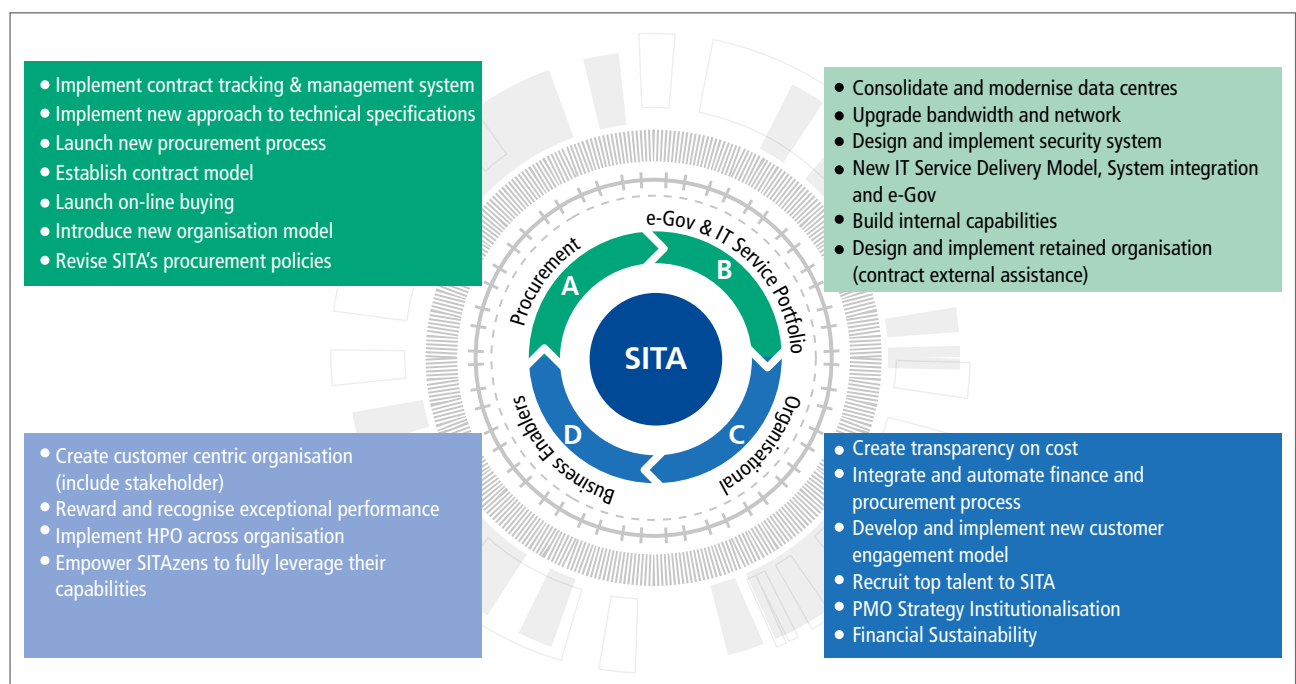 • Implement contract tracking & management system
• Implement new approach to technical specifications
• Launch new procurement process
• Establish contract model
• Launch on-line buying
• Introduce new organisation model
• Revise SITA's procurement policies
• Consolidate and modernise data centres
• Upgrade bandwidth and network
• Design and implement security system
• New IT Service Delivery Model, System integration
and e-Gov
• Build internal capabilities
• Design and implement retained organisation
(contract external assistance)
Procurement
e-Gov & IT Service Portfolio
A
B
SITA
D
C
Business Enablers
Organisational
• Create customer centric organisation
(include stakeholder)
• Reward and recognise exceptional performance
• Implement HPO across organisation
• Empower SITAzens to fully leverage their
capabilities
• Create transparency on cost
• Integrate and automate finance and
procurement process
• Develop and implement new customer
engagement model
• Recruit top talent to SITA
• PMO Strategy Institutionalisation
• Financial Sustainability